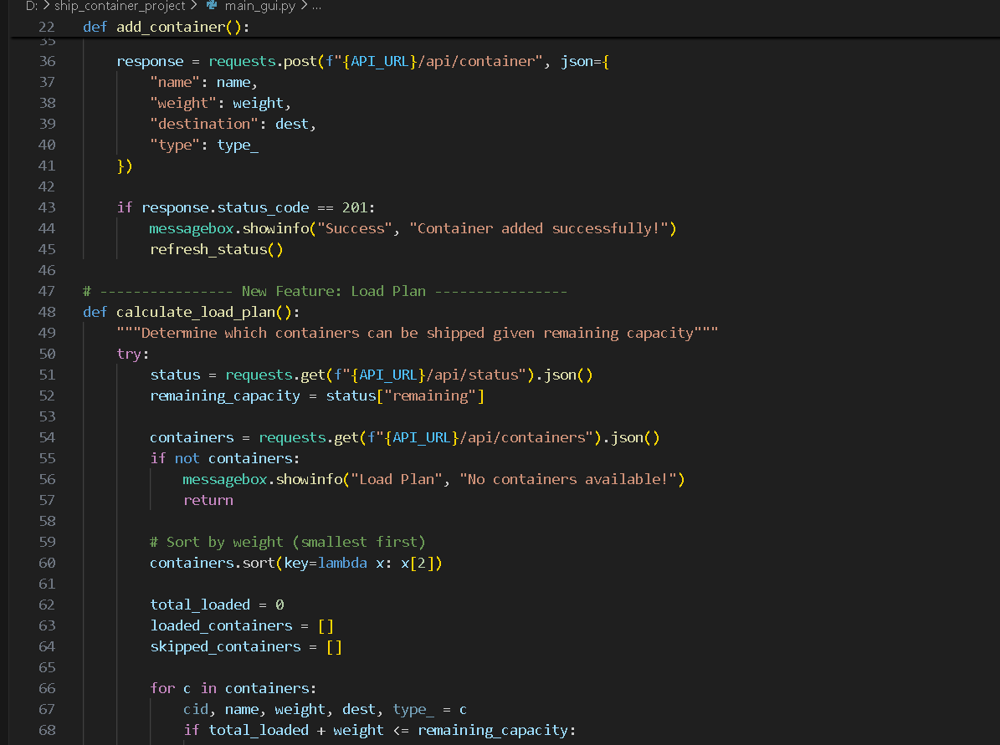 D: > ship_container_project > main_gui.py > ...
22 def add_container():
35
36     response = requests.post(f"{API_URL}/api/container", json={
37         "name": name,
38         "weight": weight,
39         "destination": dest,
40         "type": type_
41     })
42
43     if response.status_code == 201:
44         messagebox.showinfo("Success", "Container added successfully!")
45         refresh_status()
46
47 # ---------------- New Feature: Load Plan ----------------
48 def calculate_load_plan():
49     """Determine which containers can be shipped given remaining capacity"""
50     try:
51         status = requests.get(f"{API_URL}/api/status").json()
52         remaining_capacity = status["remaining"]
53
54         containers = requests.get(f"{API_URL}/api/containers").json()
55         if not containers:
56             messagebox.showinfo("Load Plan", "No containers available!")
57             return
58
59         # Sort by weight (smallest first)
60         containers.sort(key=lambda x: x[2])
61
62         total_loaded = 0
63         loaded_containers = []
64         skipped_containers = []
65
66         for c in containers:
67             cid, name, weight, dest, type_ = c
68             if total_loaded + weight <= remaining_capacity: